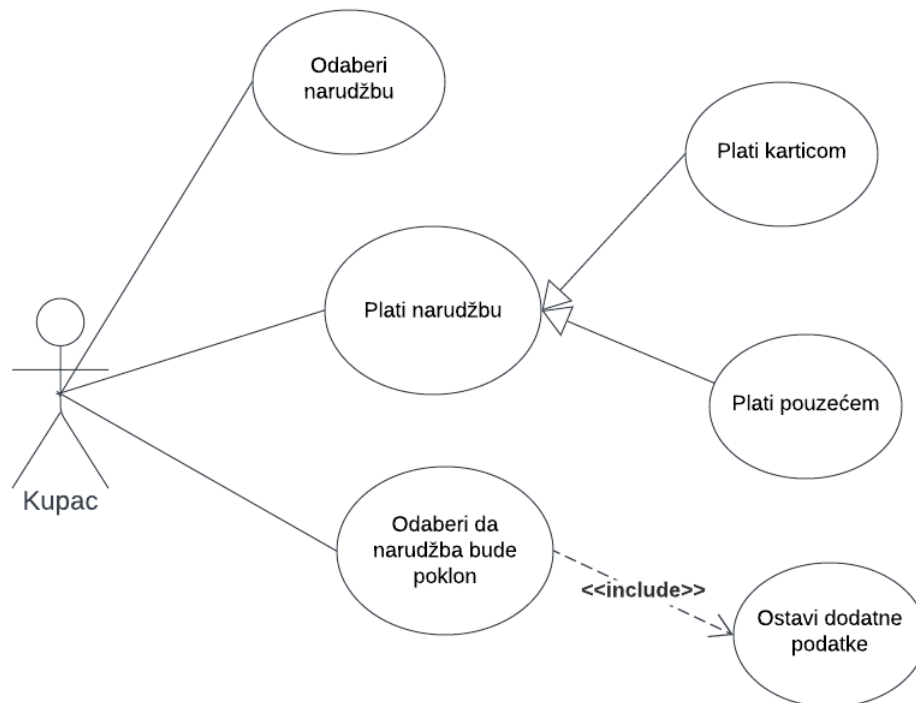 Odaberi
narudžbu
Plati karticom
Plati narudžbu
Plati pouzećem
Kupac
Odaberi da
narudžba bude
poklon
<<include>>
Ostavi dodatne
podatke